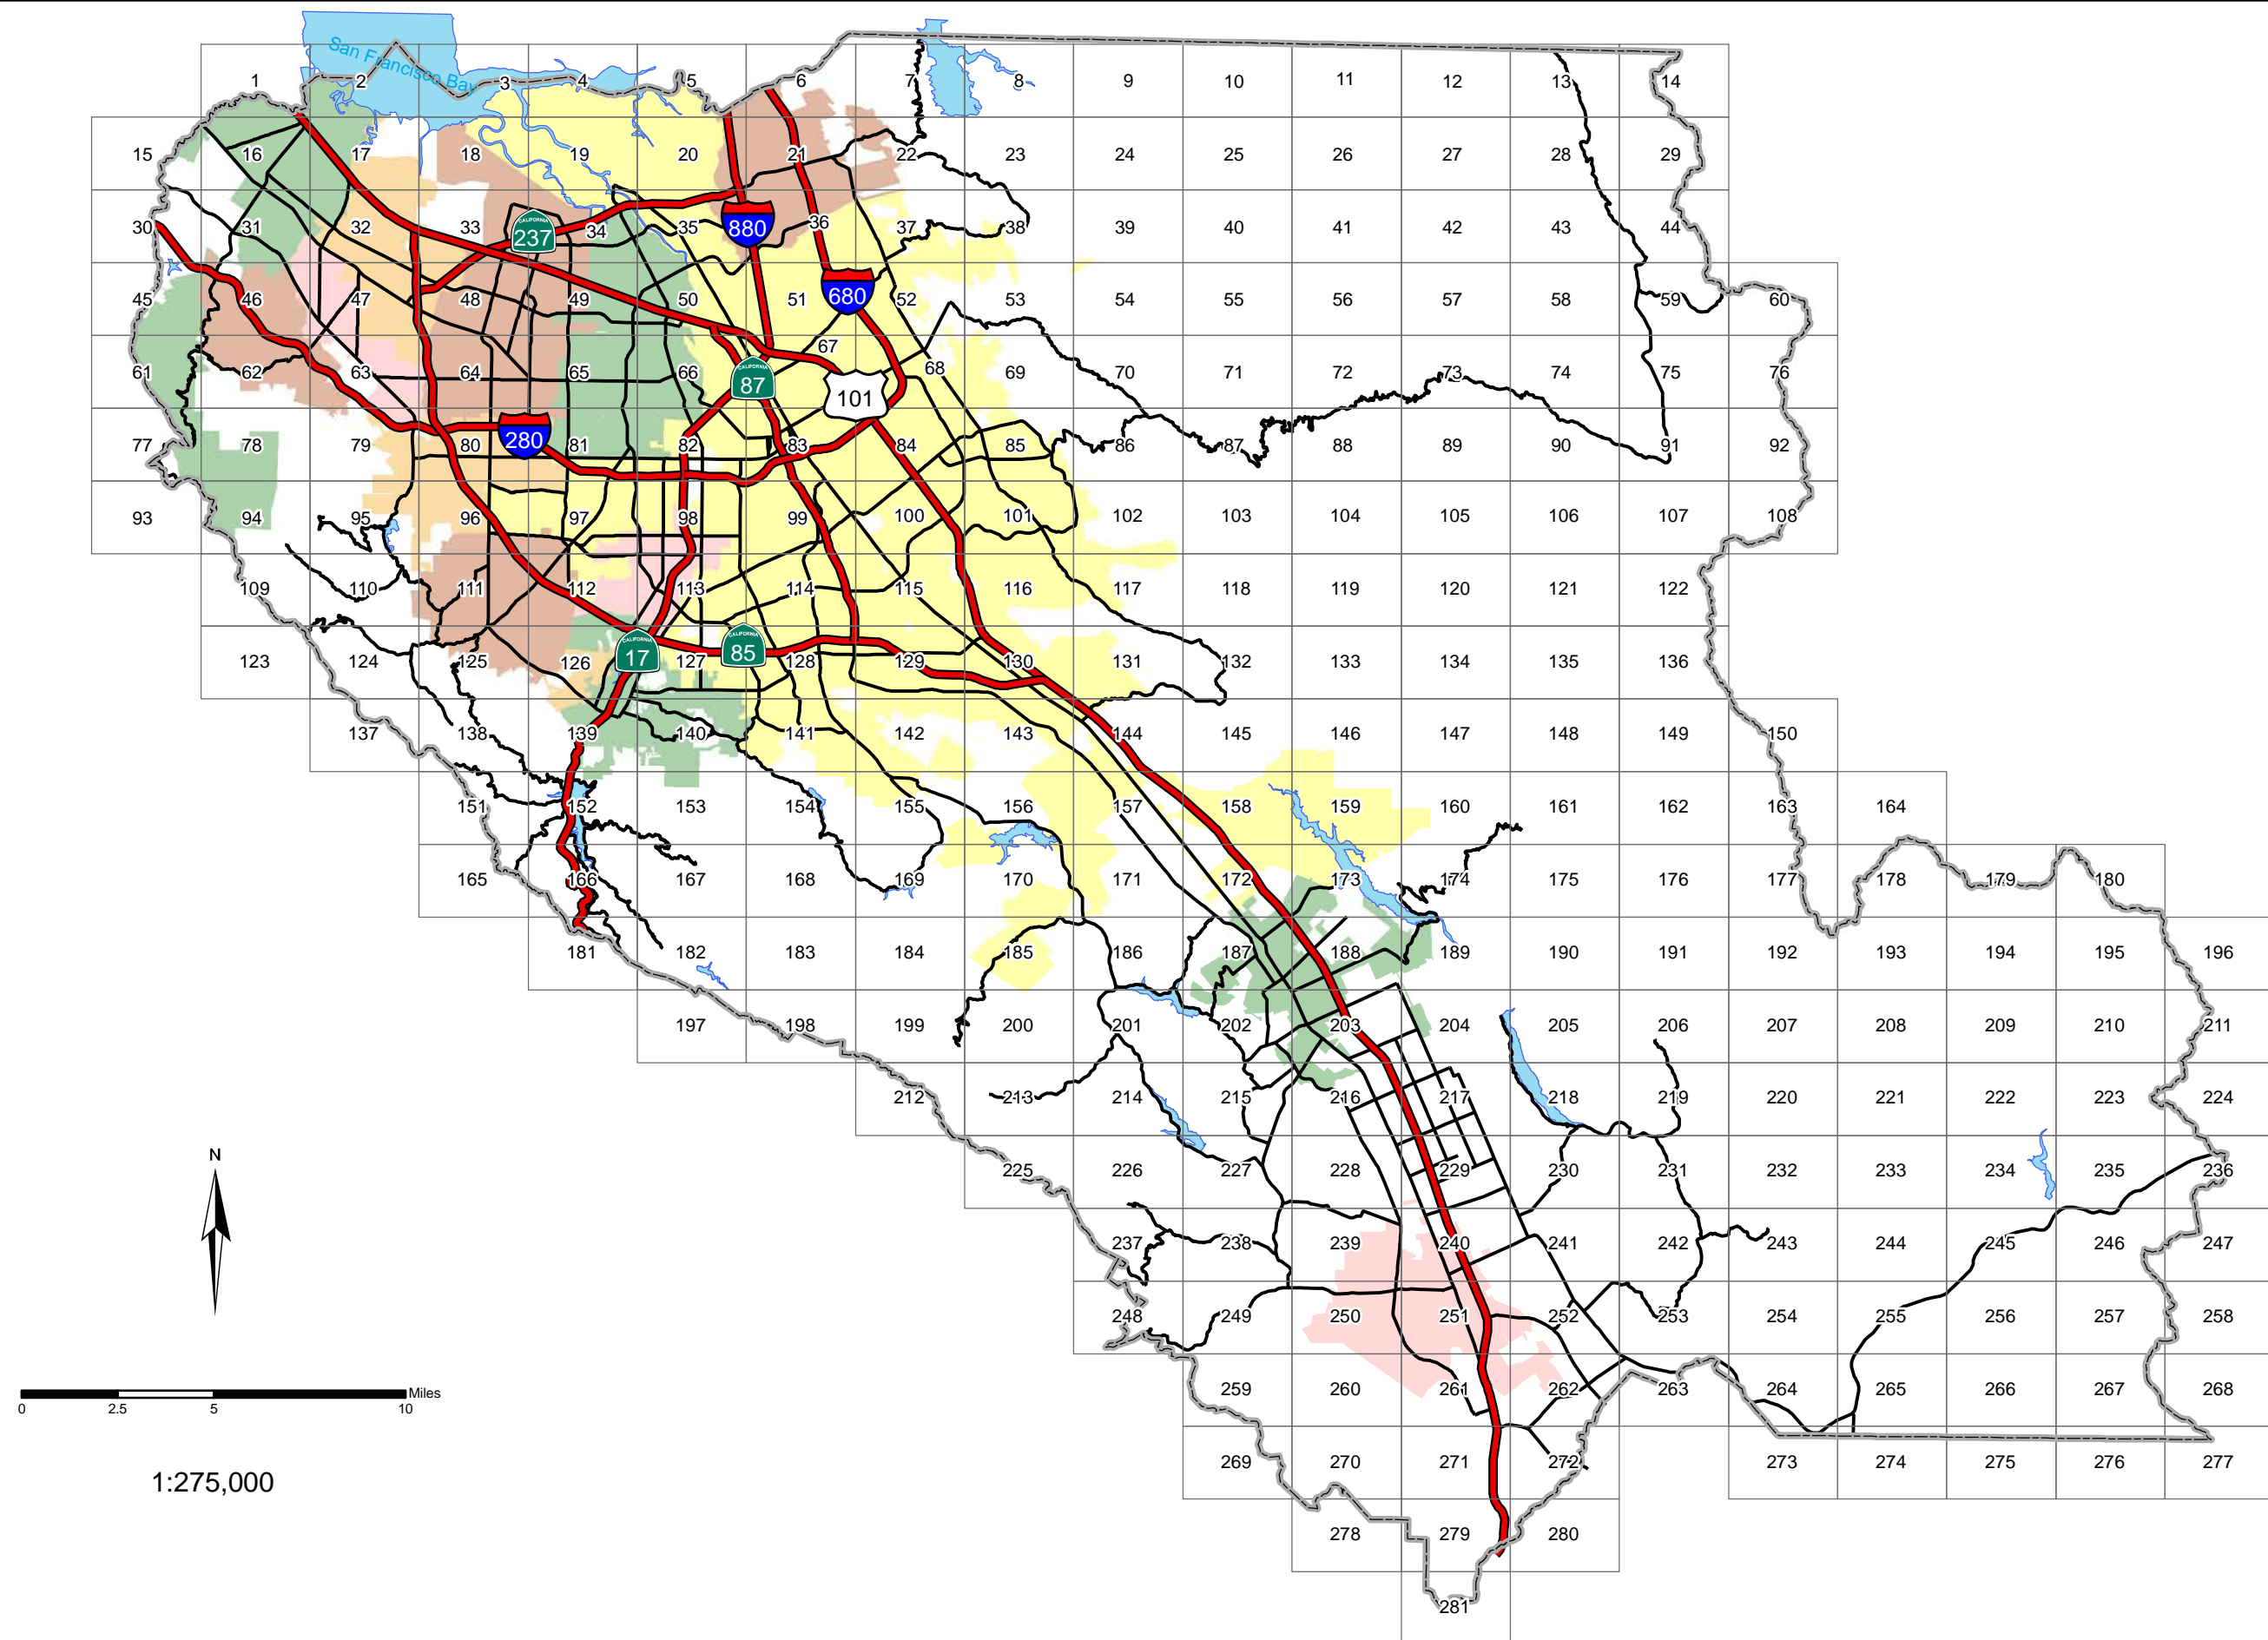 San Francisco Bay
1 2 3 4 5 6 7 8 9 10 11 12 13 14
15 16 17 18 19 20 21 22 23 24 25 26 27 28 29
30 31 32 33 CALIFORNIA 237 34 35 880 36 37 38 39 40 41 42 43 44
45 46 47 48 49 50 51 680 52 53 54 55 56 57 58 59 60
61 62 63 64 65 66 CALIFORNIA 87 67 101 68 69 70 71 72 73 74 75 76
77 78 79 80 280 81 82 83 84 85 86 87 88 89 90 91 92
93 94 95 96 97 98 99 100 101 102 103 104 105 106 107 108
109 110 111 112 113 114 115 116 117 118 119 120 121 122
123 124 125 126 CALIFORNIA 17 127 CALIFORNIA 85 128 129 130 131 132 133 134 135 136
137 138 139 140 141 142 143 144 145 146 147 148 149 150
151 152 153 154 155 156 157 158 159 160 161 162 163 164
165 166 167 168 169 170 171 172 173 174 175 176 177 178 179 180
181 182 183 184 185 186 187 188 189 190 191 192 193 194 195 196
197 198 199 200 201 202 203 204 205 206 207 208 209 210 211
212 213 214 215 216 217 218 219 220 221 222 223 224
N
225 226 227 228 229 230 231 232 233 234 235 236
237 238 239 240 241 242 243 244 245 246 247
248 249 250 251 252 253 254 255 256 257 258
259 260 261 262 263 264 265 266 267 268
Miles
0 2.5 5 10
269 270 271 272 273 274 275 276 277
1:275,000
278 279 280
281